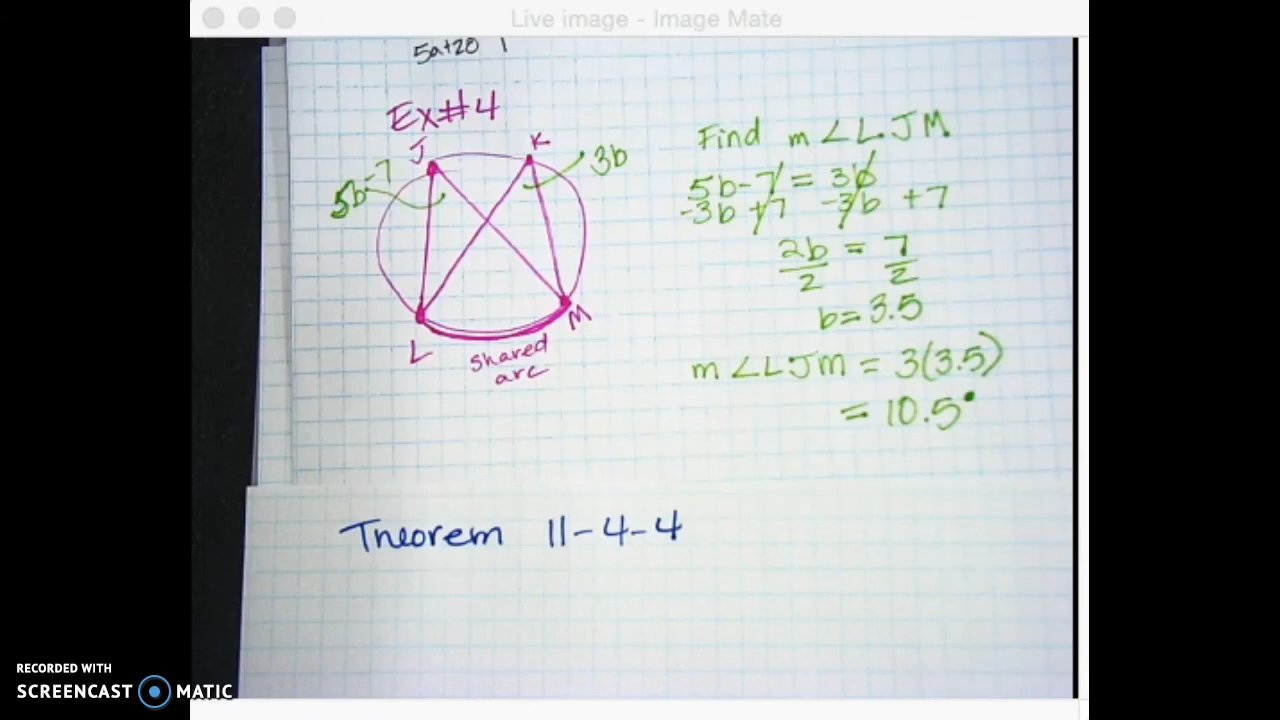 Live image - Image Mate
5a+20
Ex#4
J
K
5b-7
3b
L
M
shared
arc
Find m∠LJM
5b-7 = 3b
-3b +7 -3b +7
2b = 7
2 2
b=3.5
m∠LJM = 3(3.5)
= 10.5°
Theorem 11-4-4
RECORDED WITH
SCREENCAST MATIC